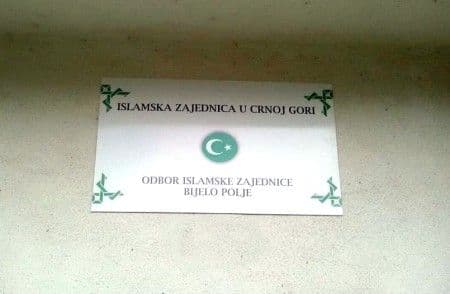 ISLAMSKA ZAJEDNICA U CRNOJ GORI
ODBOR ISLAMSKE ZAJEDNICE
BIJELO POLJE